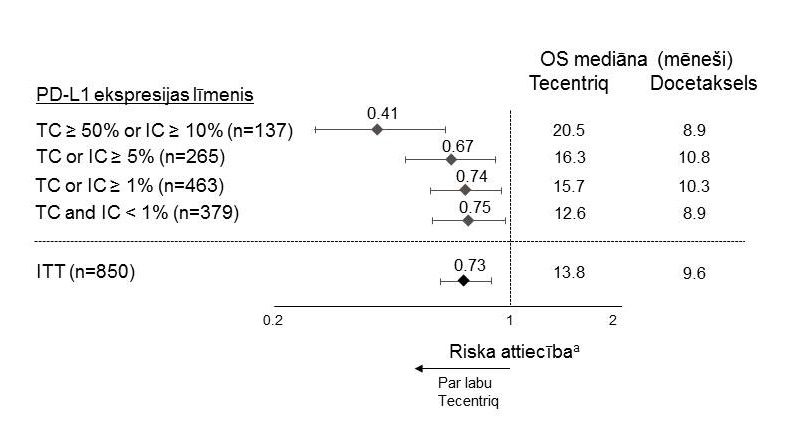 OS mediāna (mēneši)
PD-L1 ekspresijas līmenis Tecentriq Docetaksels
0.41
TC ≥ 50% or IC ≥ 10% (n=137) 20.5 8.9
0.67
TC or IC ≥ 5% (n=265) 16.3 10.8
0.74
TC or IC ≥ 1% (n=463) 15.7 10.3
0.75
TC and IC < 1% (n=379) 12.6 8.9
0.73
ITT (n=850) 13.8 9.6
0.2 1 2
Riska attiecībaᵃ
Par labu
Tecentriq